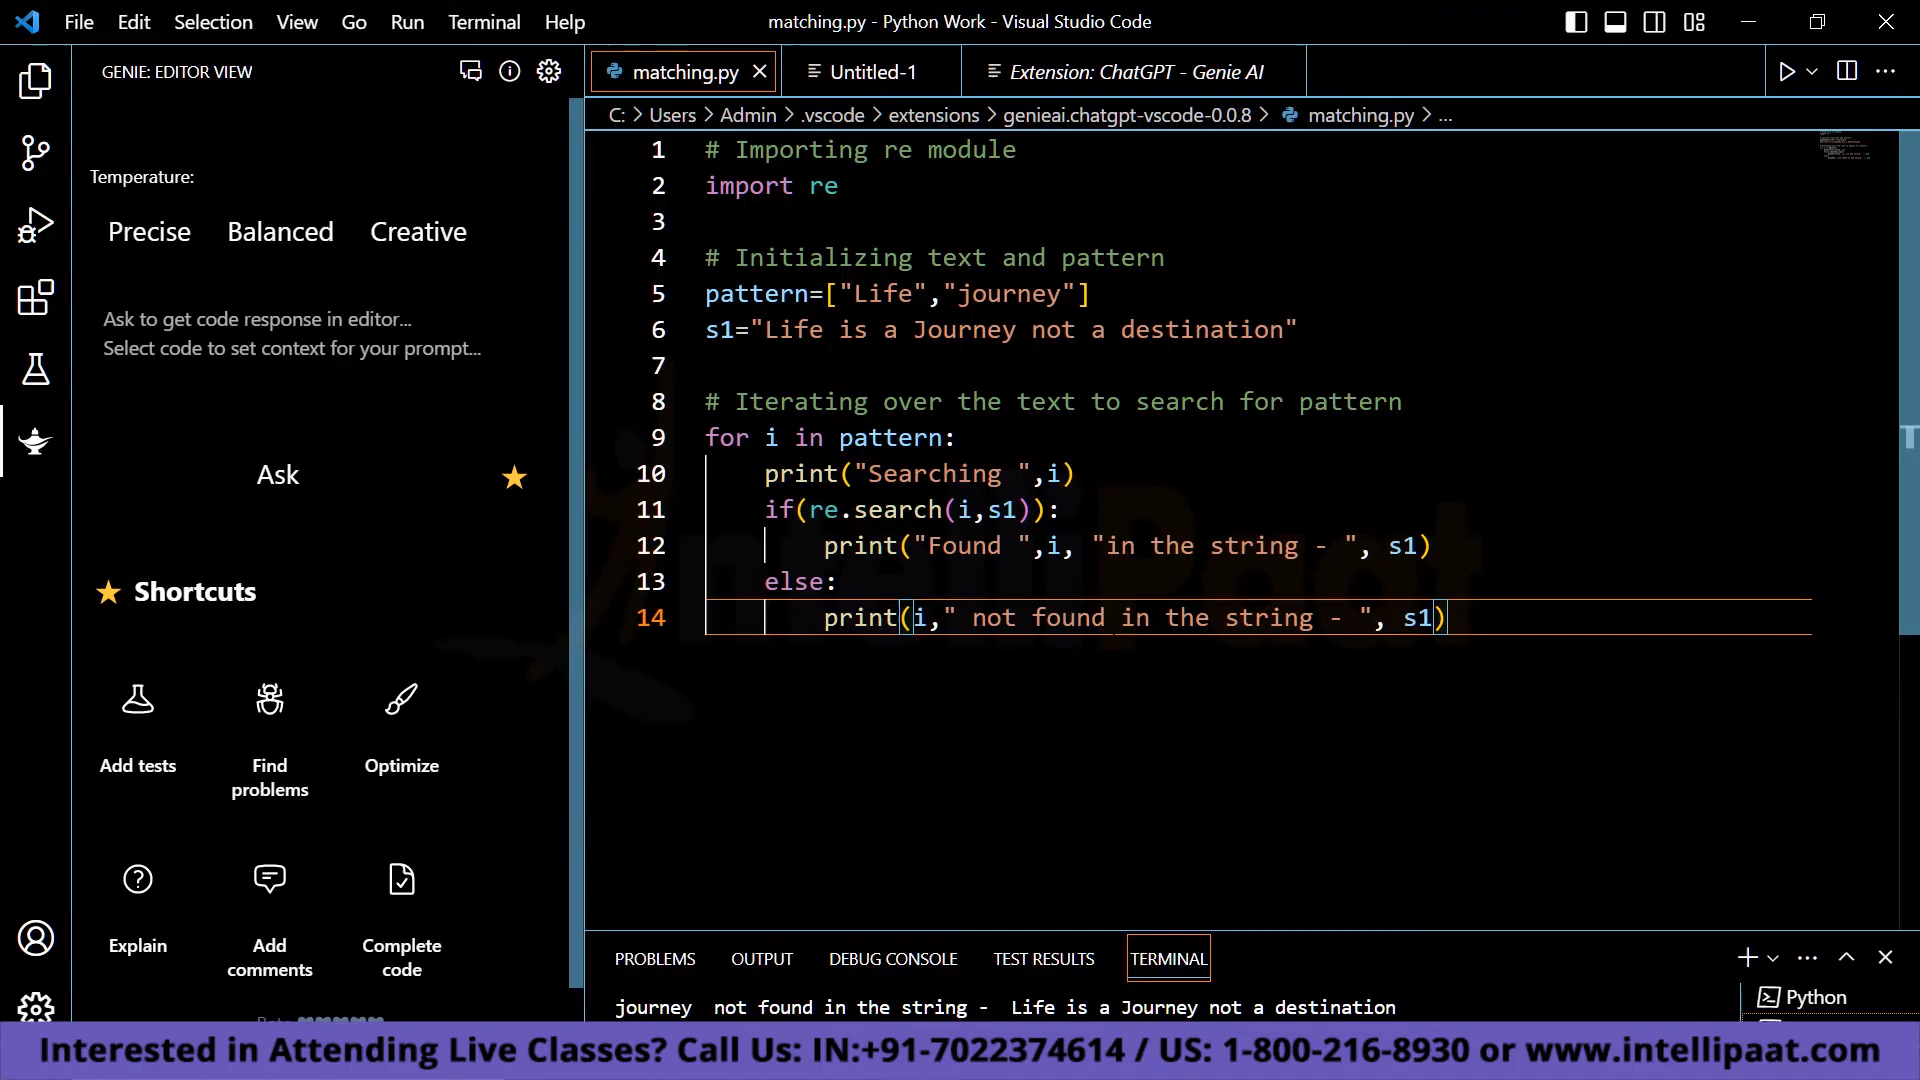 File Edit Selection View Go Run Terminal Help
matching.py - Python Work - Visual Studio Code
GENIE: EDITOR VIEW
matching.py
Untitled-1
Extension: ChatGPT - Genie AI
C: > Users > Admin > .vscode > extensions > genieai.chatgpt-vscode-0.0.8 > matching.py > ...
Temperature:
Precise Balanced Creative
Ask to get code response in editor...
Select code to set context for your prompt...
Ask
Shortcuts
Add tests
Find
problems
Optimize
Explain
Add
comments
Complete
code
1 # Importing re module
2 import re
3
4 # Initializing text and pattern
5 pattern=["Life","journey"]
6 s1="Life is a Journey not a destination"
7
8 # Iterating over the text to search for pattern
9 for i in pattern:
10     print("Searching ",i)
11     if(re.search(i,s1)):
12         print("Found ",i, "in the string - ", s1)
13     else:
14         print(i," not found in the string - ", s1)
IntelliPaat
PROBLEMS OUTPUT DEBUG CONSOLE TEST RESULTS TERMINAL
journey  not found in the string -  Life is a Journey not a destination
Python
Interested in Attending Live Classes? Call Us: IN:+91-7022374614 / US: 1-800-216-8930 or www.intellipaat.com